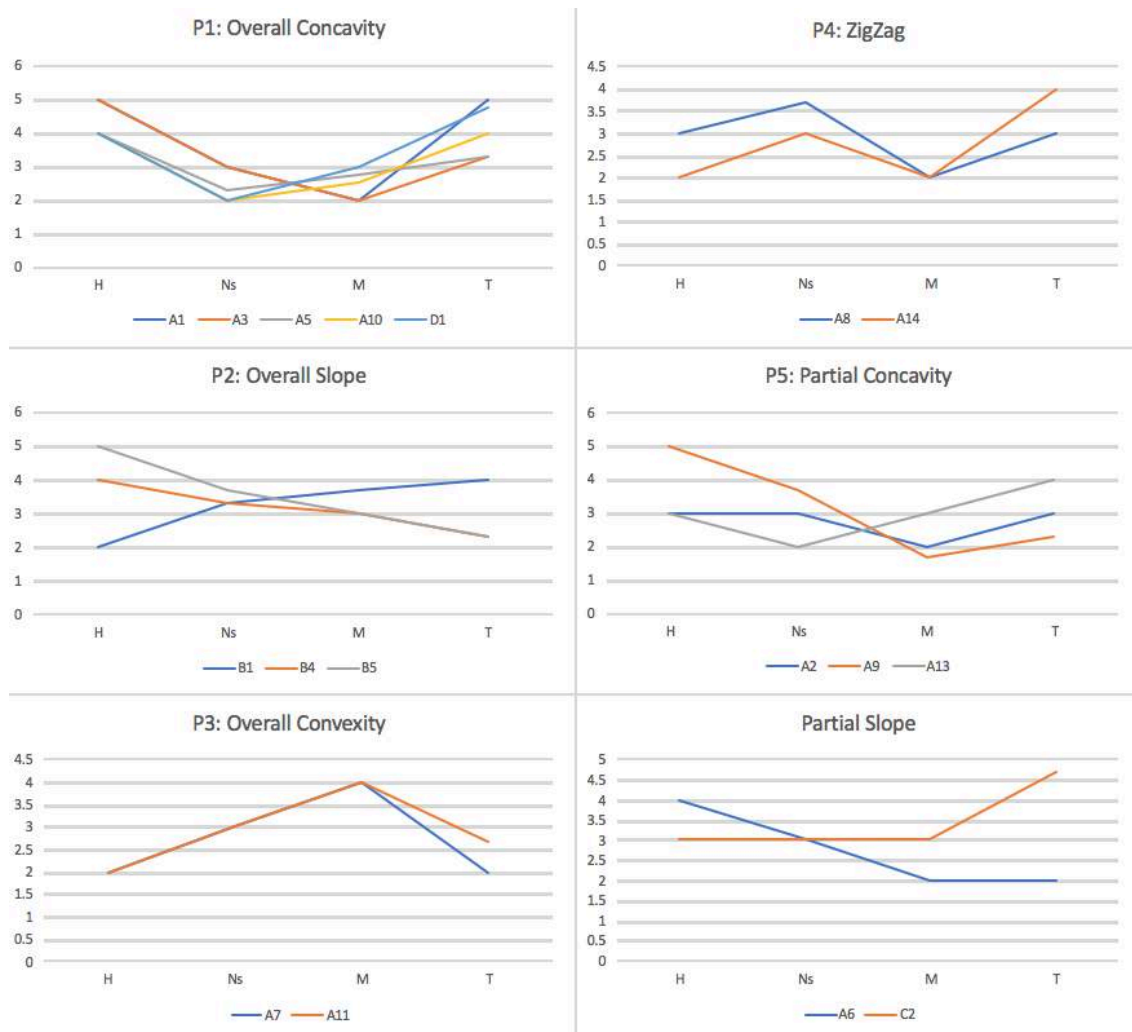 P1: Overall Concavity
6
5
4
3
2
1
0
H Ns M T
A1 A3 A5 A10 D1
P4: ZigZag
4.5
4
3.5
3
2.5
2
1.5
1
0.5
0
H Ns M T
A8 A14
P2: Overall Slope
6
5
4
3
2
1
0
H Ns M T
B1 B4 B5
P5: Partial Concavity
6
5
4
3
2
1
0
H Ns M T
A2 A9 A13
P3: Overall Convexity
4.5
4
3.5
3
2.5
2
1.5
1
0.5
0
H Ns M T
A7 A11
Partial Slope
5
4.5
4
3.5
3
2.5
2
1.5
1
0.5
0
H Ns M T
A6 C2